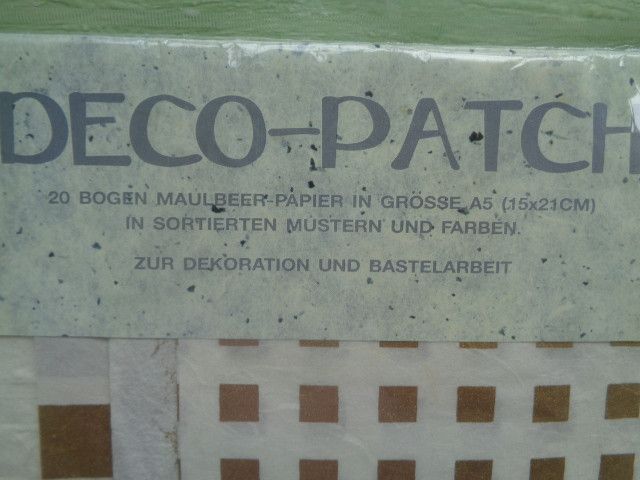 DECO-PATCH
20 BOGEN MAULBEER-PAPIER IN GRÖSSE A5 (15x21CM)
IN SORTIERTEN MUSTERN UND FARBEN.
ZUR DEKORATION UND BASTELARBEIT